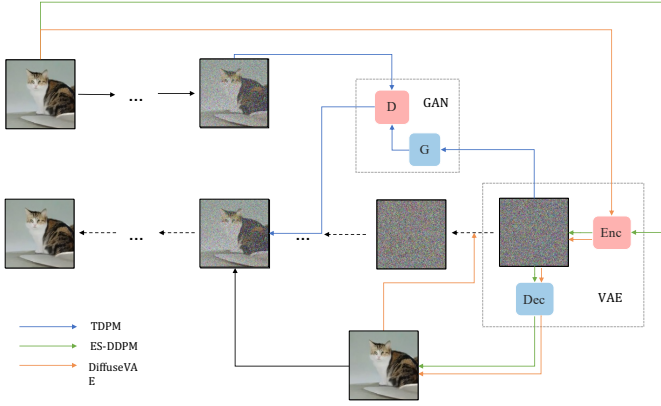 ...
D
GAN
G
...
...
Enc
Dec
VAE
TDPM
ES-DDPM
DiffuseVA
E